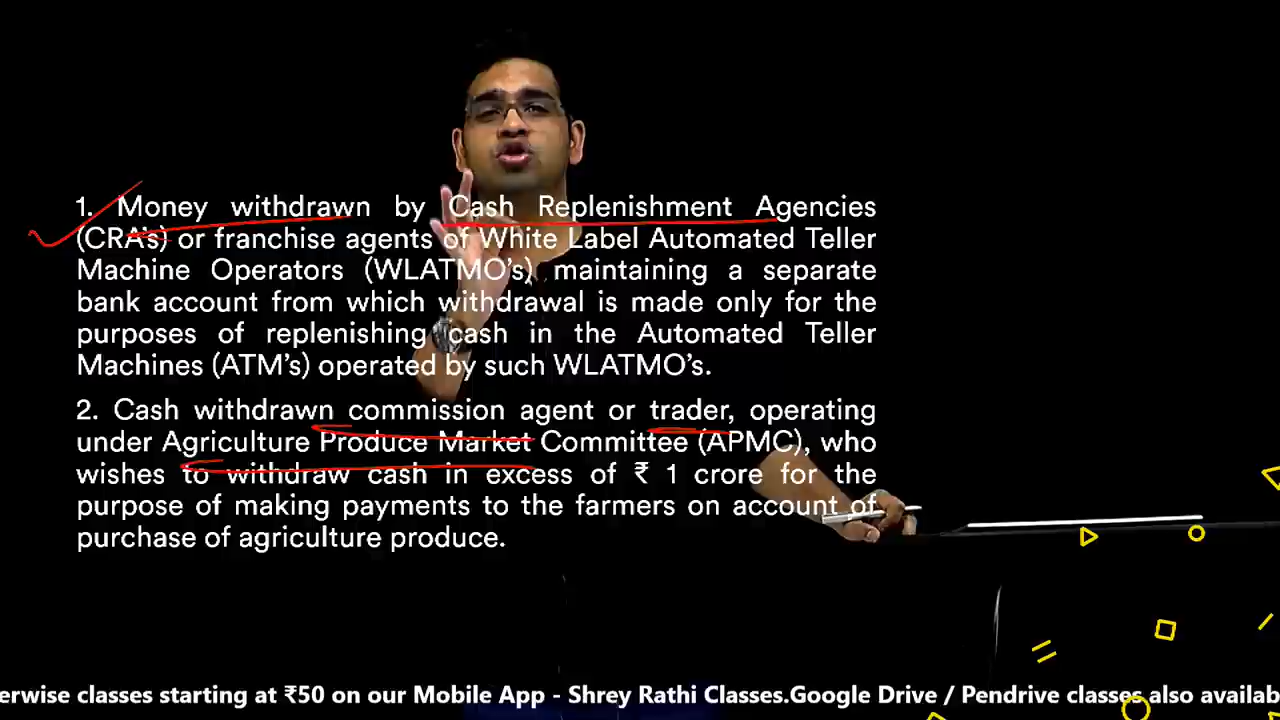 1. Money withdrawn by Cash Replenishment Agencies
(CRA's) or franchise agents of White Label Automated Teller
Machine Operators (WLATMO's) maintaining a separate
bank account from which withdrawal is made only for the
purposes of replenishing cash in the Automated Teller
Machines (ATM's) operated by such WLATMO's.
2. Cash withdrawn commission agent or trader, operating
under Agriculture Produce Market Committee (APMC), who
wishes to withdraw cash in excess of ₹ 1 crore for the
purpose of making payments to the farmers on account of
purchase of agriculture produce.
erwise classes starting at ₹50 on our Mobile App - Shrey Rathi Classes.Google Drive / Pendrive classes also availab